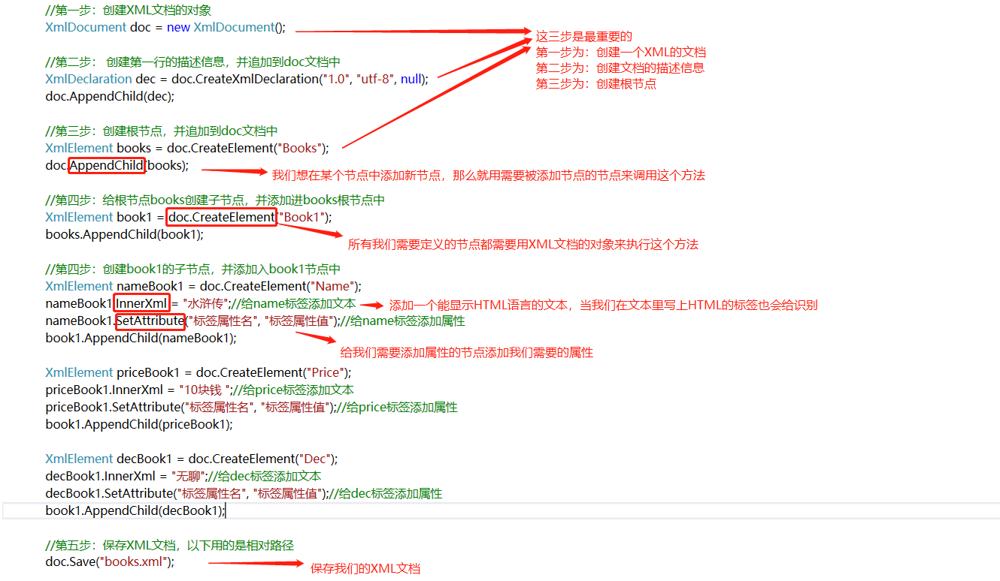 //第一步：创建XML文档的对象
XmlDocument doc = new XmlDocument();
这三步是最重要的
第一步为：创建一个XML的文档
第二步为：创建文档的描述信息
第三步为：创建根节点
//第二步： 创建第一行的描述信息，并追加到doc文档中
XmlDeclaration dec = doc.CreateXmlDeclaration("1.0", "utf-8", null);
doc.AppendChild(dec);
//第三步：创建根节点，并追加到doc文档中
XmlElement books = doc.CreateElement("Books");
doc.AppendChild(books);
我们想在某个节点中添加新节点，那么就用需要被添加节点的节点来调用这个方法
//第四步：给根节点books创建子节点，并添加进books根节点中
XmlElement book1 = doc.CreateElement("Book1");
books.AppendChild(book1);
所有我们需要定义的节点都需要用XML文档的对象来执行这个方法
//第四步：创建book1的子节点，并添加入book1节点中
XmlElement nameBook1 = doc.CreateElement("Name");
nameBook1.InnerXml = "水浒传";//给name标签添加文本
添加一个能显示HTML语言的文本，当我们在文本里写上HTML的标签也会给识别
nameBook1.SetAttribute("标签属性名", "标签属性值");//给name标签添加属性
book1.AppendChild(nameBook1);
给我们需要添加属性的节点添加我们需要的属性
XmlElement priceBook1 = doc.CreateElement("Price");
priceBook1.InnerXml = "10块钱 ";//给price标签添加文本
priceBook1.SetAttribute("标签属性名", "标签属性值");//给price标签添加属性
book1.AppendChild(priceBook1);
XmlElement decBook1 = doc.CreateElement("Dec");
decBook1.InnerXml = "无聊";//给dec标签添加文本
decBook1.SetAttribute("标签属性名", "标签属性值");//给dec标签添加属性
book1.AppendChild(decBook1);
//第五步：保存XML文档，以下用的是相对路径
doc.Save("books.xml");
保存我们的XML文档